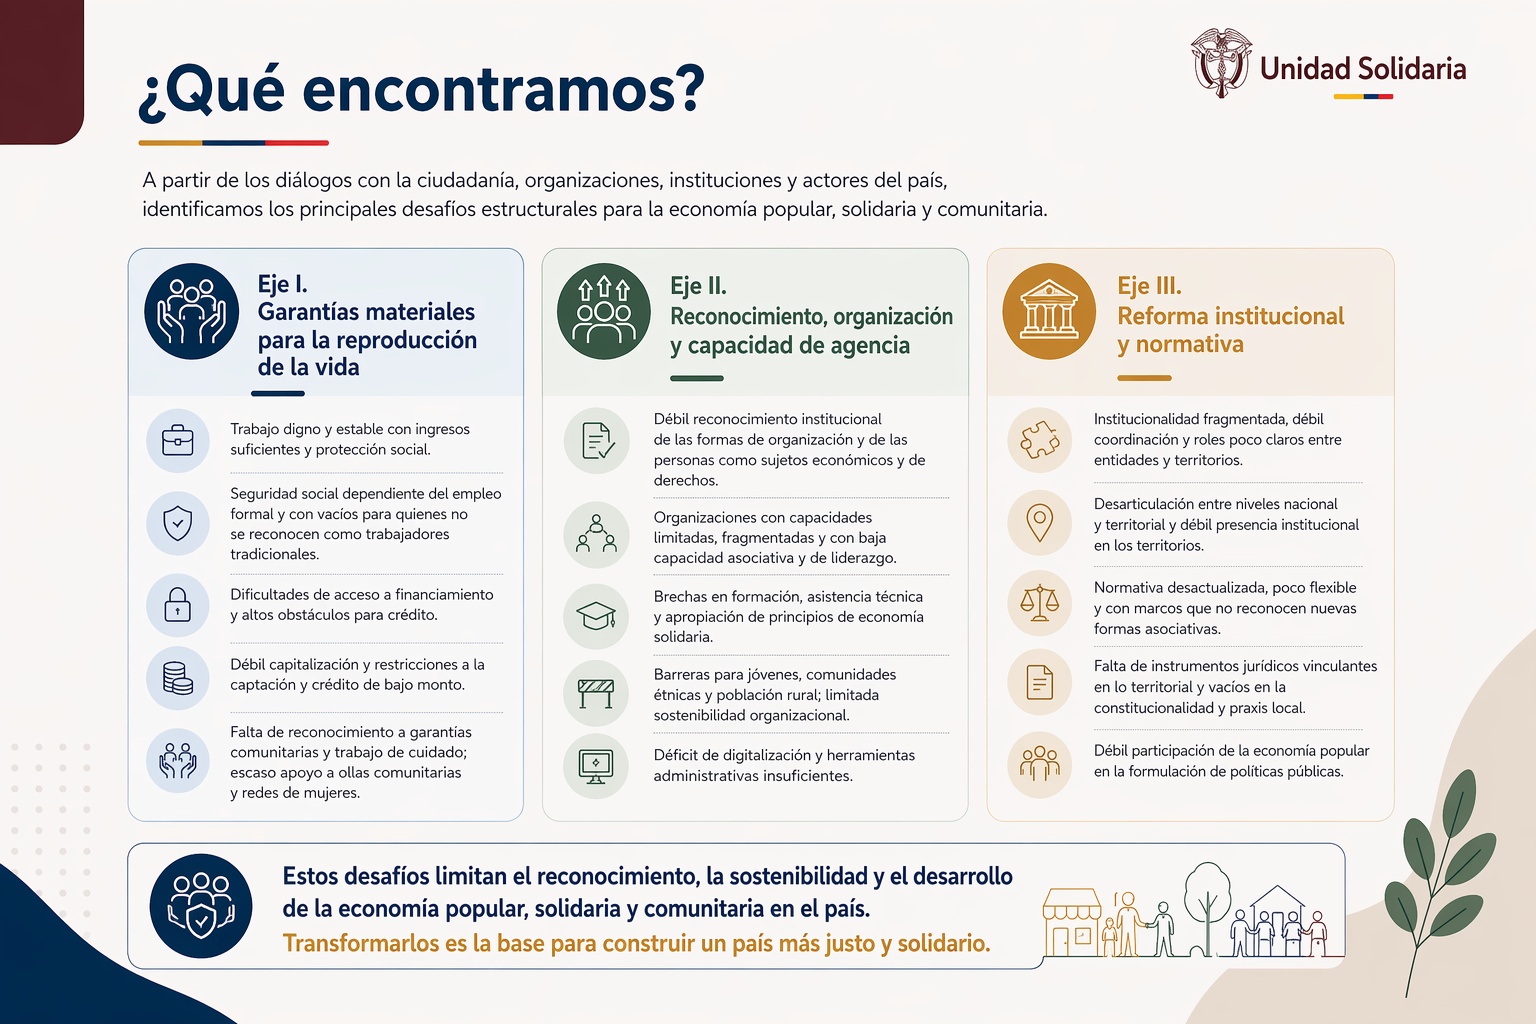 ¿Qué encontramos?
Unidad Solidaria
A partir de los diálogos con la ciudadanía, organizaciones, instituciones y actores del país,
identificamos los principales desafíos estructurales para la economía popular, solidaria y comunitaria.
Eje I.
Garantías materiales
para la reproducción
de la vida
Trabajo digno y estable con ingresos
suficientes y protección social.
Seguridad social dependiente del empleo
formal y con vacíos para quienes no
se reconocen como trabajadores
tradicionales.
Dificultades de acceso a financiamiento
y altos obstáculos para crédito.
Débil capitalización y restricciones a la
captación y crédito de bajo monto.
Falta de reconocimiento a garantías
comunitarias y trabajo de cuidado;
escaso apoyo a ollas comunitarias
y redes de mujeres.
Eje II.
Reconocimiento, organización
y capacidad de agencia
Débil reconocimiento institucional
de las formas de organización y de las
personas como sujetos económicos y de
derechos.
Organizaciones con capacidades
limitadas, fragmentadas y con baja
capacidad asociativa y de liderazgo.
Brechas en formación, asistencia técnica
y apropiación de principios de economía
solidaria.
Barreras para jóvenes, comunidades
étnicas y población rural; limitada
sostenibilidad organizacional.
Déficit de digitalización y herramientas
administrativas insuficientes.
Eje III.
Reforma institucional
y normativa
Institucionalidad fragmentada, débil
coordinación y roles poco claros entre
entidades y territorios.
Desarticulación entre niveles nacional
y territorial y débil presencia institucional
en los territorios.
Normativa desactualizada, poco flexible
y con marcos que no reconocen nuevas
formas asociativas.
Falta de instrumentos jurídicos vinculantes
en lo territorial y vacíos en la
constitucionalidad y praxis local.
Débil participación de la economía popular
en la formulación de políticas públicas.
Estos desafíos limitan el reconocimiento, la sostenibilidad y el desarrollo
de la economía popular, solidaria y comunitaria en el país.
Transformarlos es la base para construir un país más justo y solidario.